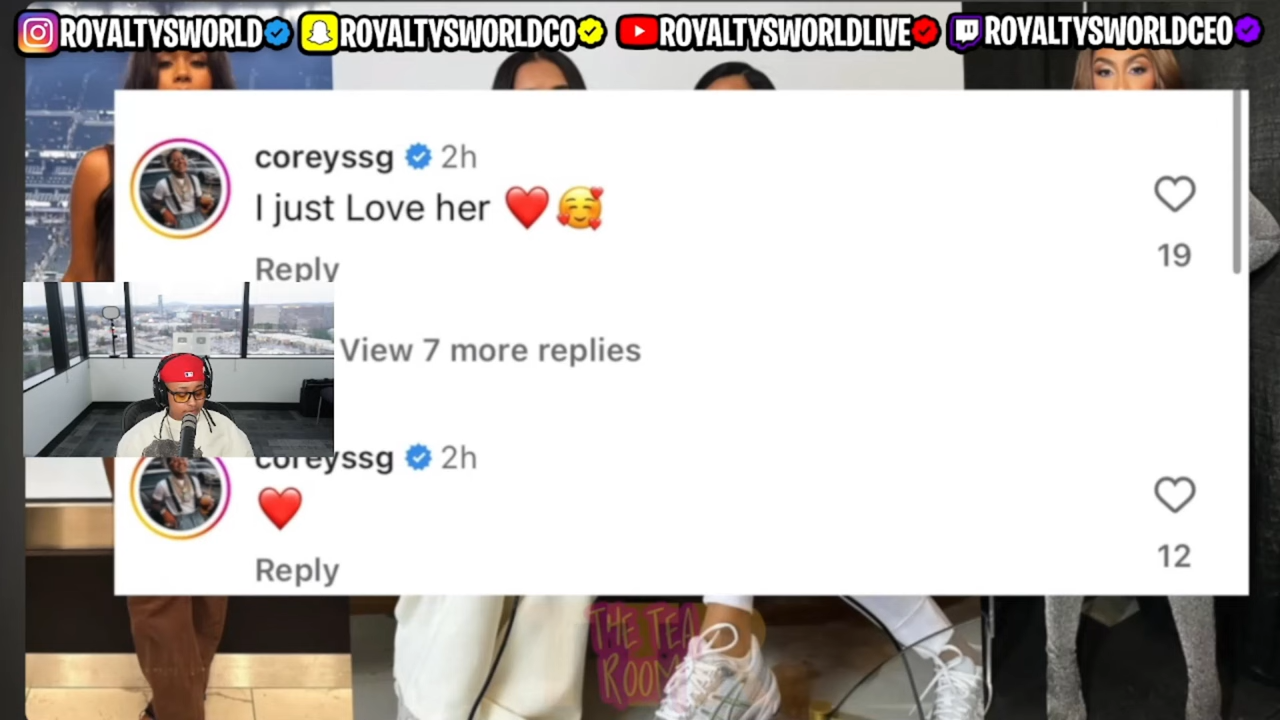 ROYALTYSWORLD ROYALTYSWORLDCO ROYALTYSWORLDLIVE ROYALTYSWORLDCEO
coreyssg 2h
I just Love her ❤️🥰
19
Reply
View 7 more replies
coreyssg 2h
❤️
12
Reply
THE TEA
ROOM